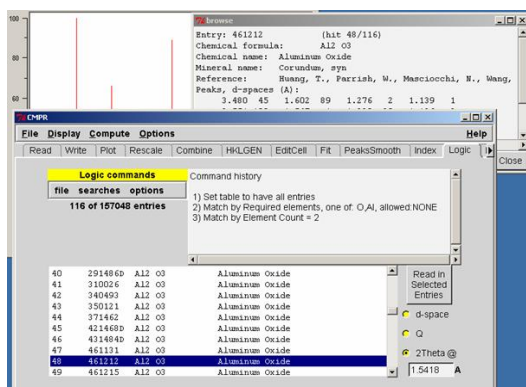 100
80
60
browse
Entry: 461212 (hit 48/116)
Chemical formula: Al2 O3
Chemical name: Aluminum Oxide
Mineral name: Corundum, syn
Reference: Huang, T., Parrish, W., Masciocchi, N., Wang,
Peaks, d-spaces (A):
3.480 45 1.602 89 1.276 2 1.139 1
Close
CMPR
File Display Compute Options Help
Read Write Plot Rescale Combine HKLGEN EditCell Fit PeaksSmooth Index Logic
Logic commands
file searches options
116 of 157048 entries
Command history
1) Set table to have all entries
2) Match by Required elements, one of: O,Al, allowed:NONE
3) Match by Element Count = 2
40 291486D Al2 O3 Aluminum Oxide
41 310026 Al2 O3 Aluminum Oxide
42 340493 Al2 O3 Aluminum Oxide
43 350121 Al2 O3 Aluminum Oxide
44 371462 Al2 O3 Aluminum Oxide
45 421468D Al2 O3 Aluminum Oxide
46 431484D Al2 O3 Aluminum Oxide
47 461131 Al2 O3 Aluminum Oxide
48 461212 Al2 O3 Aluminum Oxide
49 461215 Al2 O3 Aluminum Oxide
Read in
Selected
Entries
d-space
Q
2Theta @
1.5418 A